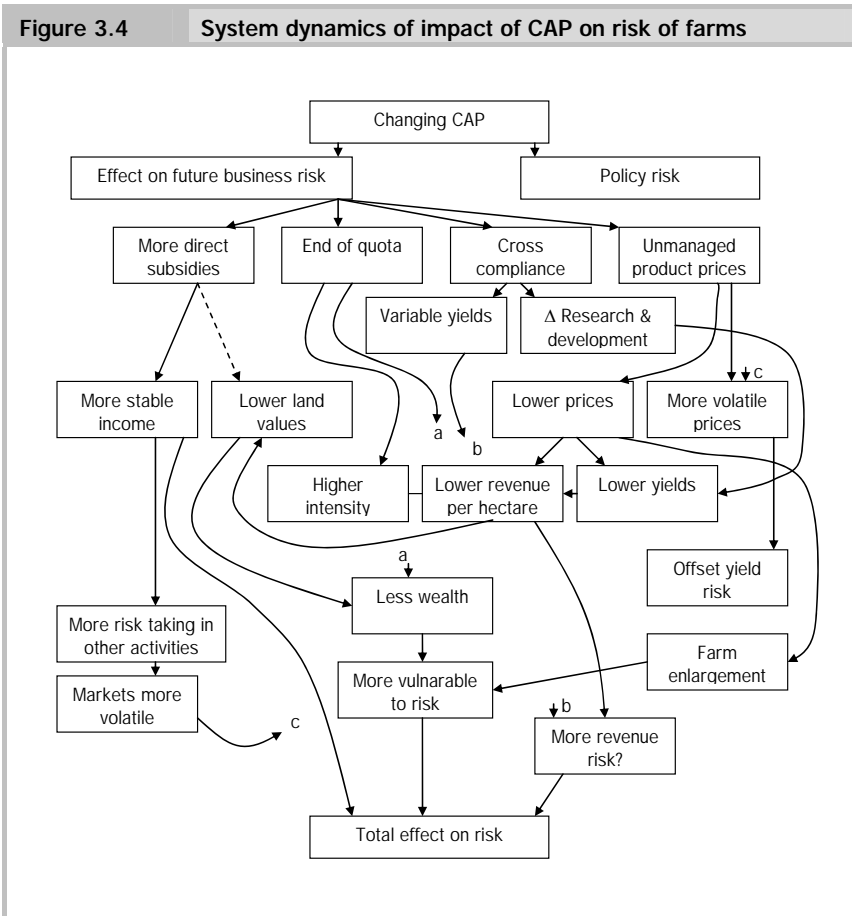 Figure 3.4 System dynamics of impact of CAP on risk of farms
Changing CAP
Effect on future business risk
Policy risk
More direct
subsidies
End of quota
Cross
compliance
Unmanaged
product prices
Variable yields
Δ Research &
development
c
More stable
income
Lower land
values
a
b
Lower prices
More volatile
prices
Higher
intensity
Lower revenue
per hectare
Lower yields
a
Less wealth
Offset yield
risk
More risk taking in
other activities
Farm
enlargement
More vulnarable
to risk
Markets more
volatile
c
b
More revenue
risk?
Total effect on risk